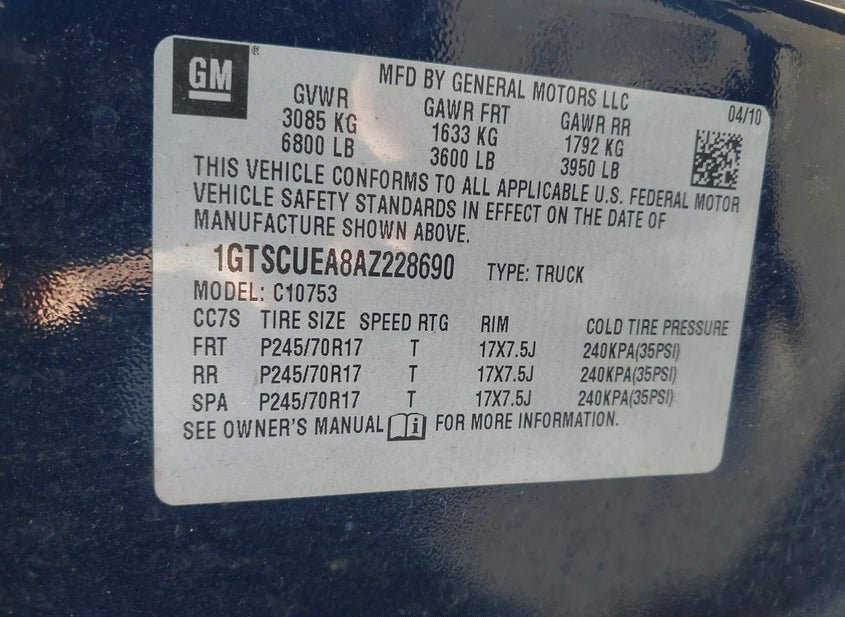 GM ®
MFD BY GENERAL MOTORS LLC
04/10
GVWR GAWR FRT GAWR RR
3085 KG 1633 KG 1792 KG
6800 LB 3600 LB 3950 LB
THIS VEHICLE CONFORMS TO ALL APPLICABLE U.S. FEDERAL MOTOR
VEHICLE SAFETY STANDARDS IN EFFECT ON THE DATE OF
MANUFACTURE SHOWN ABOVE.
1GTSCUEA8AZ228690 TYPE: TRUCK
MODEL: C10753
CC7S TIRE SIZE SPEED RTG RIM COLD TIRE PRESSURE
FRT P245/70R17 T 17X7.5J 240KPA(35PSI)
RR P245/70R17 T 17X7.5J 240KPA(35PSI)
SPA P245/70R17 T 17X7.5J 240KPA(35PSI)
SEE OWNER'S MANUAL FOR MORE INFORMATION.